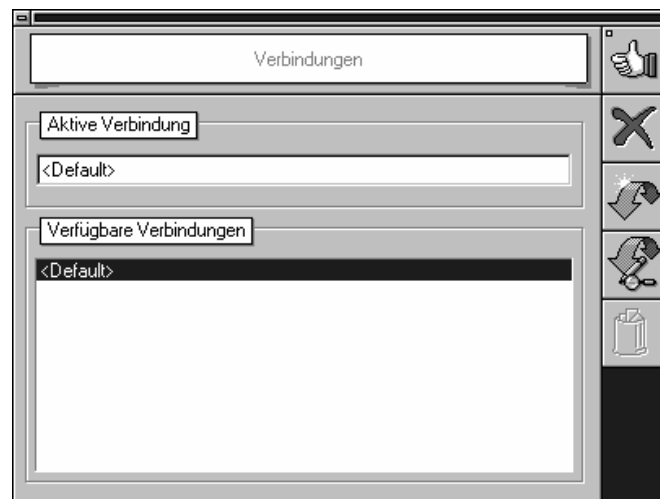 Verbindungen
Aktive Verbindung
<Default>
Verfügbare Verbindungen
<Default>